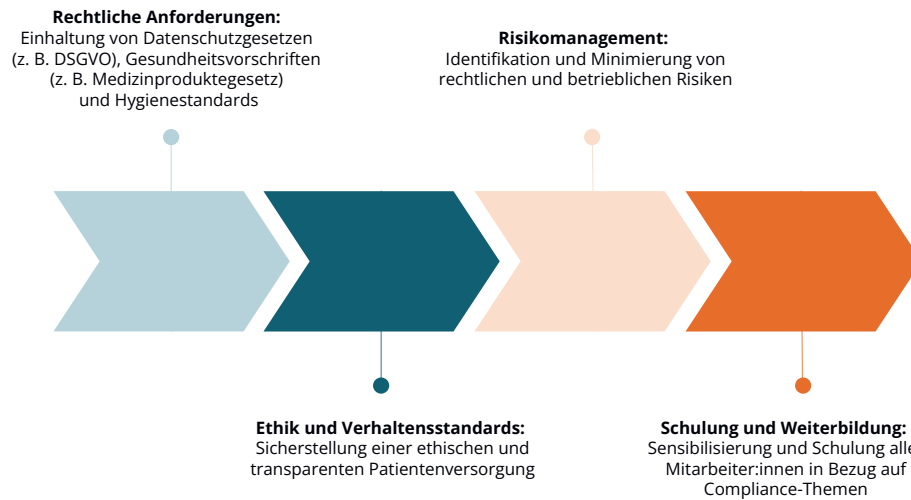 Rechtliche Anforderungen:
Einhaltung von Datenschutzgesetzen
(z. B. DSGVO), Gesundheitsvorschriften
(z. B. Medizinproduktegesetz)
und Hygienestandards
Risikomanagement:
Identifikation und Minimierung von
rechtlichen und betrieblichen Risiken
Ethik und Verhaltensstandards:
Sicherstellung einer ethischen und
transparenten Patientenversorgung
Schulung und Weiterbildung:
Sensibilisierung und Schulung alle
Mitarbeiter:innen in Bezug auf
Compliance-Themen